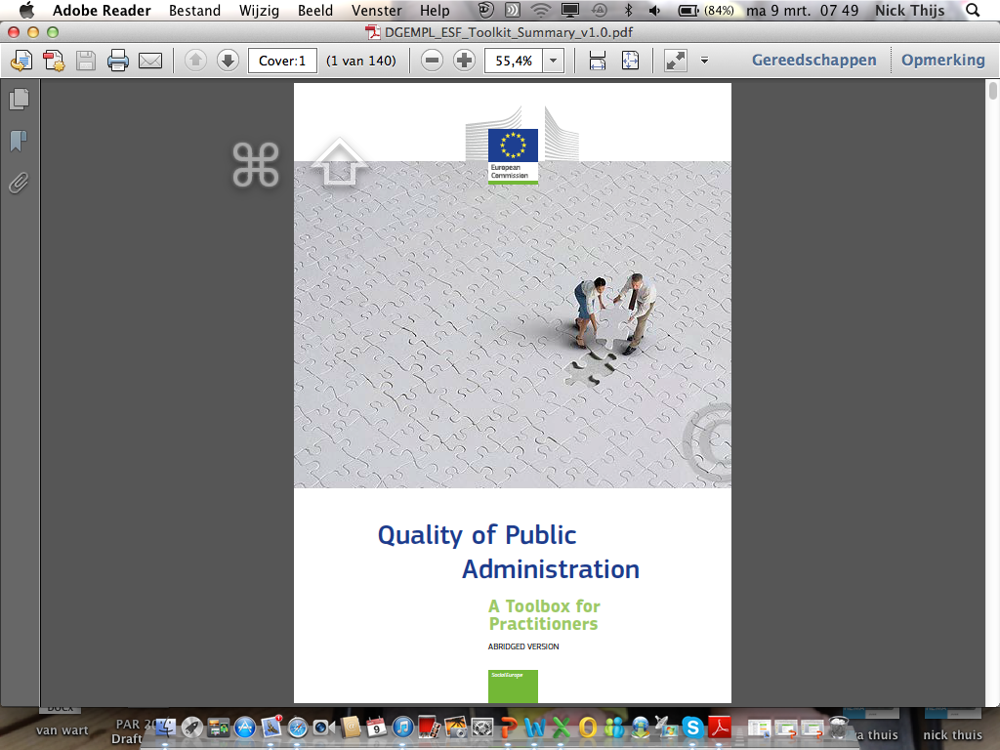 Adobe Reader Bestand Wijzig Beeld Venster Help (84%) ma 9 mrt. 07 49 Nick Thijs
DGEMPL_ESF_Toolkit_Summary_v1.0.pdf
Cover:1 (1 van 140) 55,4% Gereedschappen Opmerking
European
Commission
©
Quality of Public
Administration
A Toolbox for
Practitioners
ABRIDGED VERSION
SocialEurope
van wart
PAR 20
Draft
thuis
nick thuis